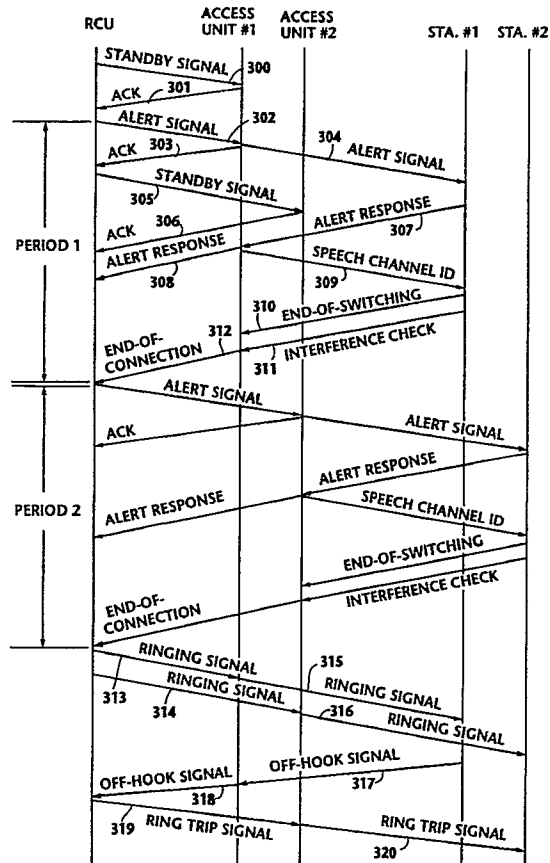 RCU
ACCESS
UNIT #1
ACCESS
UNIT #2
STA. #1
STA. #2
STANDBY SIGNAL
300
ACK
301
ALERT SIGNAL
302
ACK
303
304
ALERT SIGNAL
305
STANDBY SIGNAL
ACK
306
ALERT RESPONSE
307
ALERT RESPONSE
308
SPEECH CHANNEL ID
309
PERIOD 1
310
END-OF-SWITCHING
END-OF-
CONNECTION
312
311
INTERFERENCE CHECK
ALERT SIGNAL
ALERT SIGNAL
ACK
ALERT RESPONSE
ALERT RESPONSE
SPEECH CHANNEL ID
PERIOD 2
END-OF-SWITCHING
INTERFERENCE CHECK
END-OF-
CONNECTION
RINGING SIGNAL
313
315
RINGING SIGNAL
RINGING SIGNAL
314
316
RINGING SIGNAL
OFF-HOOK SIGNAL
317
OFF-HOOK SIGNAL
318
319
RING TRIP SIGNAL
320
RING TRIP SIGNAL